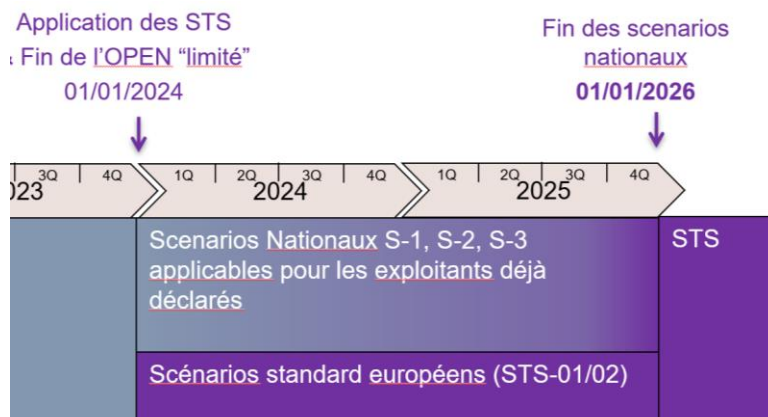 Application des STS
& Fin de l'OPEN “limité”
01/01/2024
Fin des scenarios
nationaux
01/01/2026
3Q 4Q 1Q 2Q 3Q 4Q 1Q 2Q 3Q 4Q
023 2024 2025
Scenarios Nationaux S-1, S-2, S-3
applicables pour les exploitants déjà
déclarés
STS
Scénarios standard européens (STS-01/02)